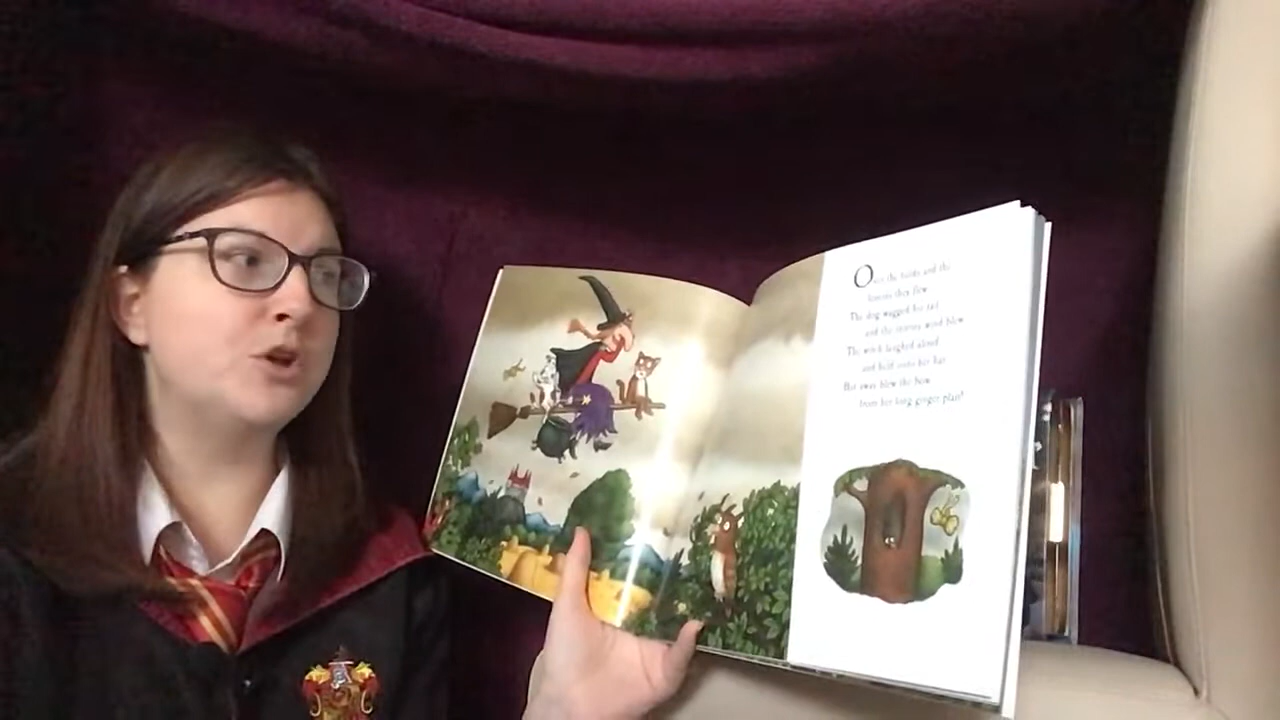 Over the fields and the
forests they flew.
The dog wagged his tail
and the stormy wind blew.
The witch laughed aloud
and held onto her hat,
But away blew the bow
from her long ginger plait!